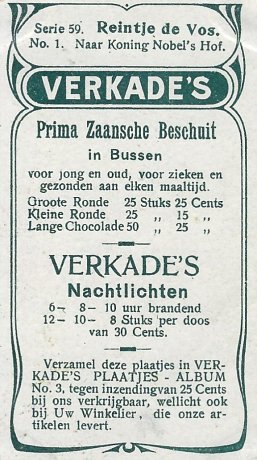 Serie 59. Reintje de Vos.
No. 1. Naar Koning Nobel's Hof.
VERKADE'S
Prima Zaansche Beschuit
in Bussen
voor jong en oud, voor zieken en
gezonden aan elken maaltijd.
Groote Ronde 25 Stuks 25 Cents
Kleine Ronde 25 „ 15 „
Lange Chocolade 50 „ 25 „
VERKADE'S
Nachtlichten
6- 8- 10 uur brandend
12- 10- 8 Stuks per doos
van 30 Cents.
Verzamel deze plaatjes in VER-
KADE'S PLAATJES - ALBUM
No. 3, tegen inzending van 25 Cents
bij ons verkrijgbaar, wellicht ook
bij Uw Winkelier, die onze ar-
tikelen levert.